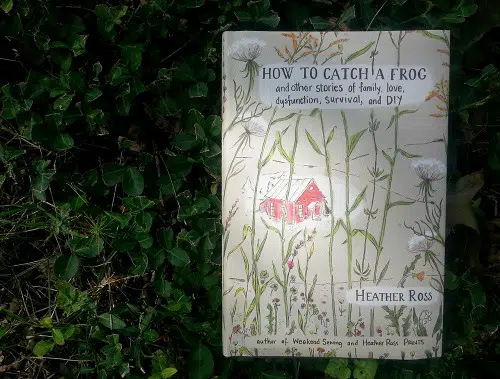 HOW TO CATCH A FROG
and other stories of family, love,
dysfunction, survival, and DIY
HEATHER ROSS
author of Weekend Sewing and Heather Ross PRINTS